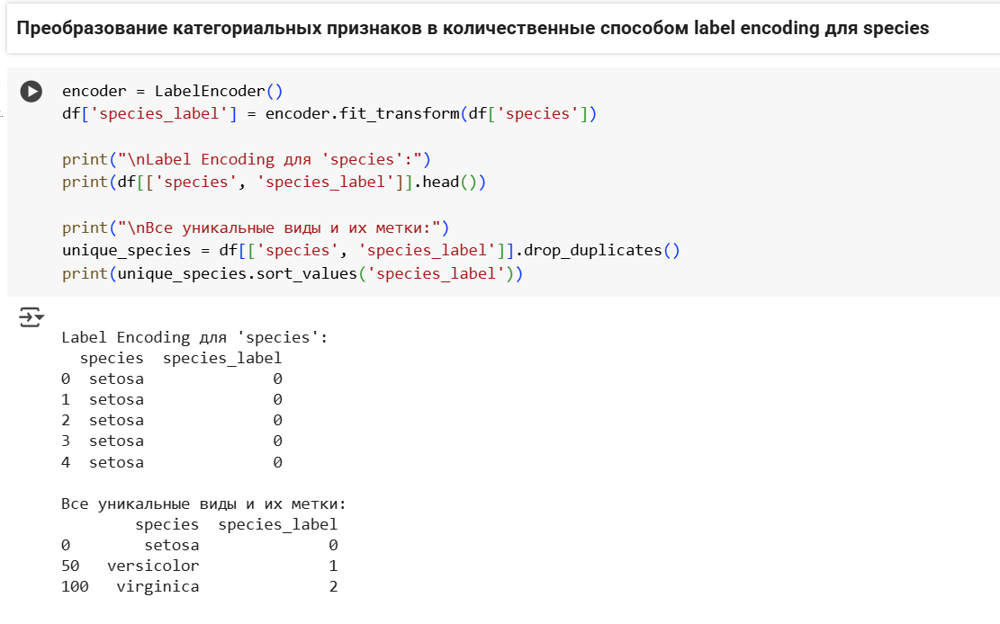 Преобразование категориальных признаков в количественные способом label encoding для species
encoder = LabelEncoder()
df['species_label'] = encoder.fit_transform(df['species'])
print("\nLabel Encoding для 'species':")
print(df[['species', 'species_label']].head())
print("\nВсе уникальные виды и их метки:")
unique_species = df[['species', 'species_label']].drop_duplicates()
print(unique_species.sort_values('species_label'))
Label Encoding для 'species':
species species_label
0 setosa 0
1 setosa 0
2 setosa 0
3 setosa 0
4 setosa 0
Все уникальные виды и их метки:
species species_label
0 setosa 0
50 versicolor 1
100 virginica 2